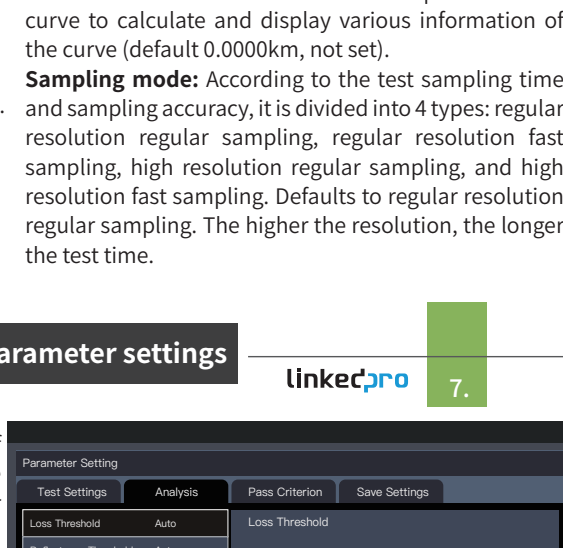 curve to calculate and display various information of
the curve (default 0.0000km, not set).
Sampling mode: According to the test sampling time
and sampling accuracy, it is divided into 4 types: regular
resolution regular sampling, regular resolution fast
sampling, high resolution regular sampling, and high
resolution fast sampling. Defaults to regular resolution
regular sampling. The higher the resolution, the longer
the test time.
arameter settings
linkedpro
7.
Parameter Setting
Test Settings Analysis Pass Criterion Save Settings
Loss Threshold Auto Loss Threshold